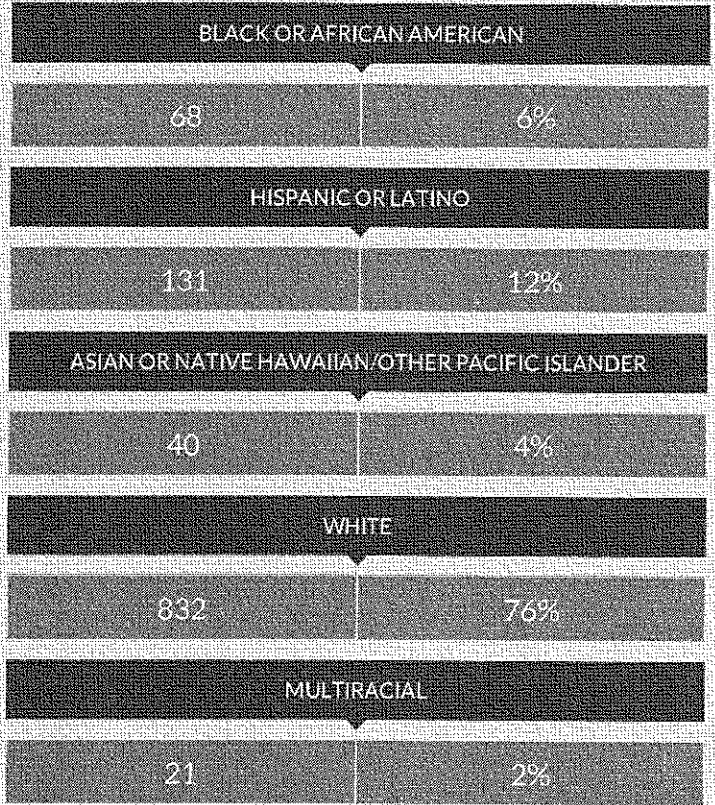 BLACK OR AFRICAN AMERICAN
68 6%
HISPANIC OR LATINO
131 12%
ASIAN OR NATIVE HAWAIIAN/OTHER PACIFIC ISLANDER
40 4%
WHITE
832 76%
MULTIRACIAL
21 2%